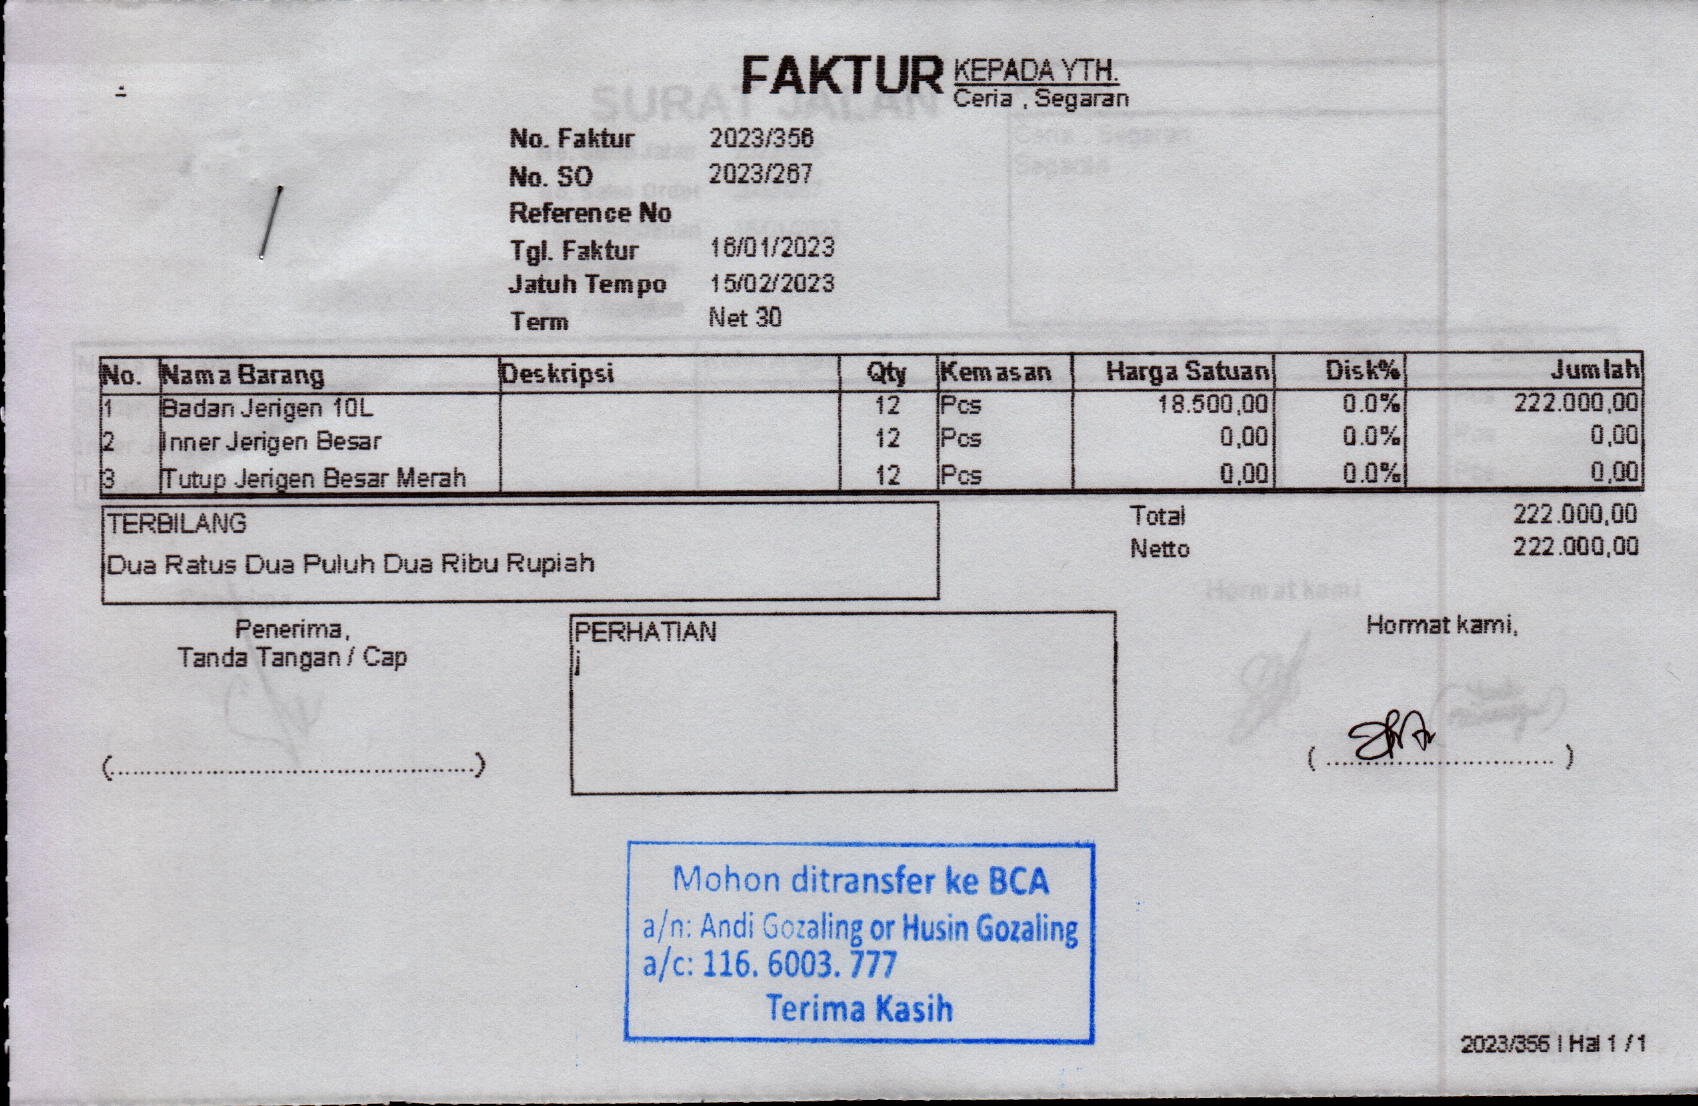 FAKTUR
KEPADA YTH.
Ceria , Segaran
No. Faktur 2023/356
No. SO 2023/267
Reference No
Tgl. Faktur 16/01/2023
Jatuh Tempo 15/02/2023
Term Net 30
No. Nama Barang Deskripsi Qty Kemasan Harga Satuan Disk% Jumlah
1 Badan Jerigen 10L 12 Pcs 18.500,00 0.0% 222.000,00
2 Inner Jerigen Besar 12 Pcs 0,00 0.0% 0,00
3 Tutup Jerigen Besar Merah 12 Pcs 0,00 0.0% 0,00
TERBILANG
Dua Ratus Dua Puluh Dua Ribu Rupiah
Total 222.000,00
Netto 222.000,00
Penerima,
Tanda Tangan / Cap
PERHATIAN
j
Hormat kami,
(................................................)
( ............................... )
Mohon ditransfer ke BCA
a/n: Andi Gozaling or Husin Gozaling
a/c: 116. 6003. 777
Terima Kasih
2023/356 | Hal 1 / 1